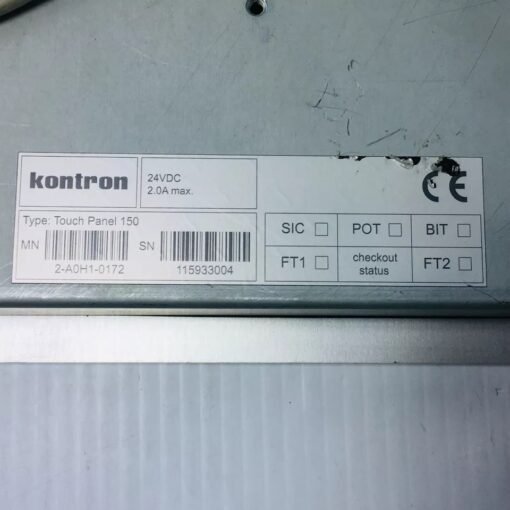 kontron
24VDC
2.0A max.
CE
Type: Touch Panel 150
MN
SN
2-A0H1-0172
115933004
SIC
POT
BIT
FT1
checkout
status
FT2